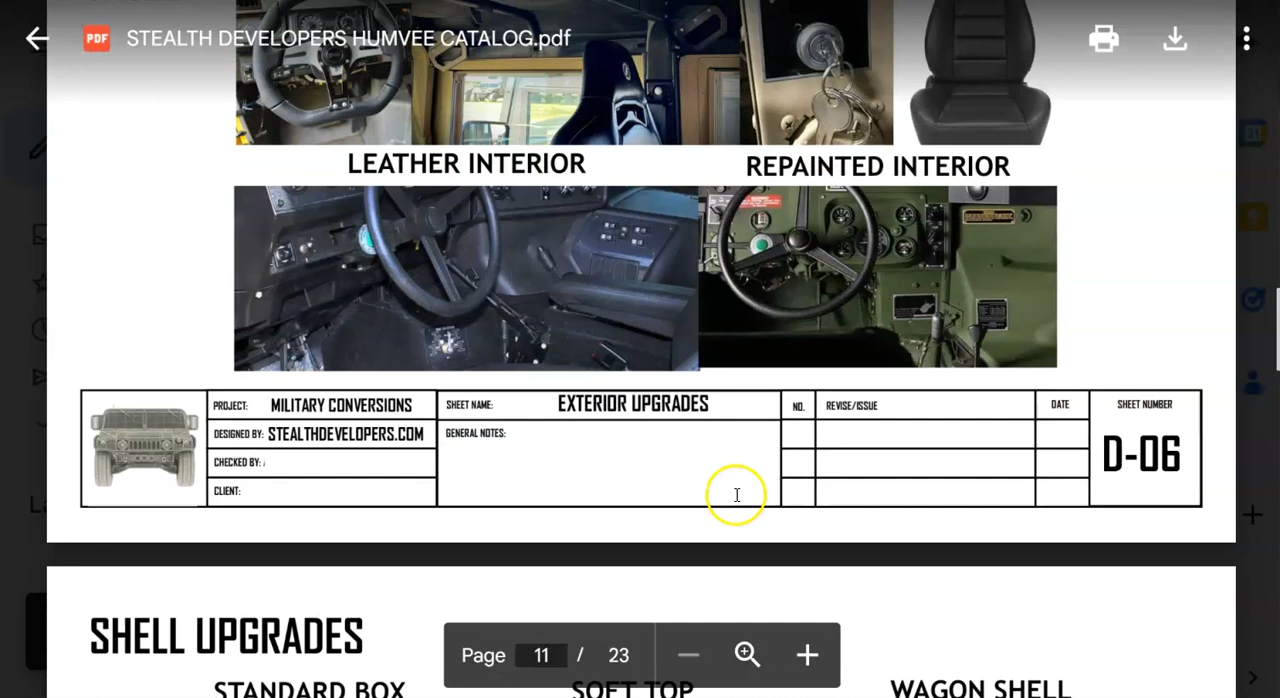 PDF STEALTH DEVELOPERS HUMVEE CATALOG.pdf
LEATHER INTERIOR
REPAINTED INTERIOR
PROJECT: MILITARY CONVERSIONS
DESIGNED BY: STEALTHDEVELOPERS.COM
CHECKED BY: /
CLIENT:
SHEET NAME: EXTERIOR UPGRADES
GENERAL NOTES:
NO. REVISE/ISSUE DATE
SHEET NUMBER
D-06
SHELL UPGRADES
STANDARD BOX
SOFT TOP
WAGON SHELL
Page 11 / 23